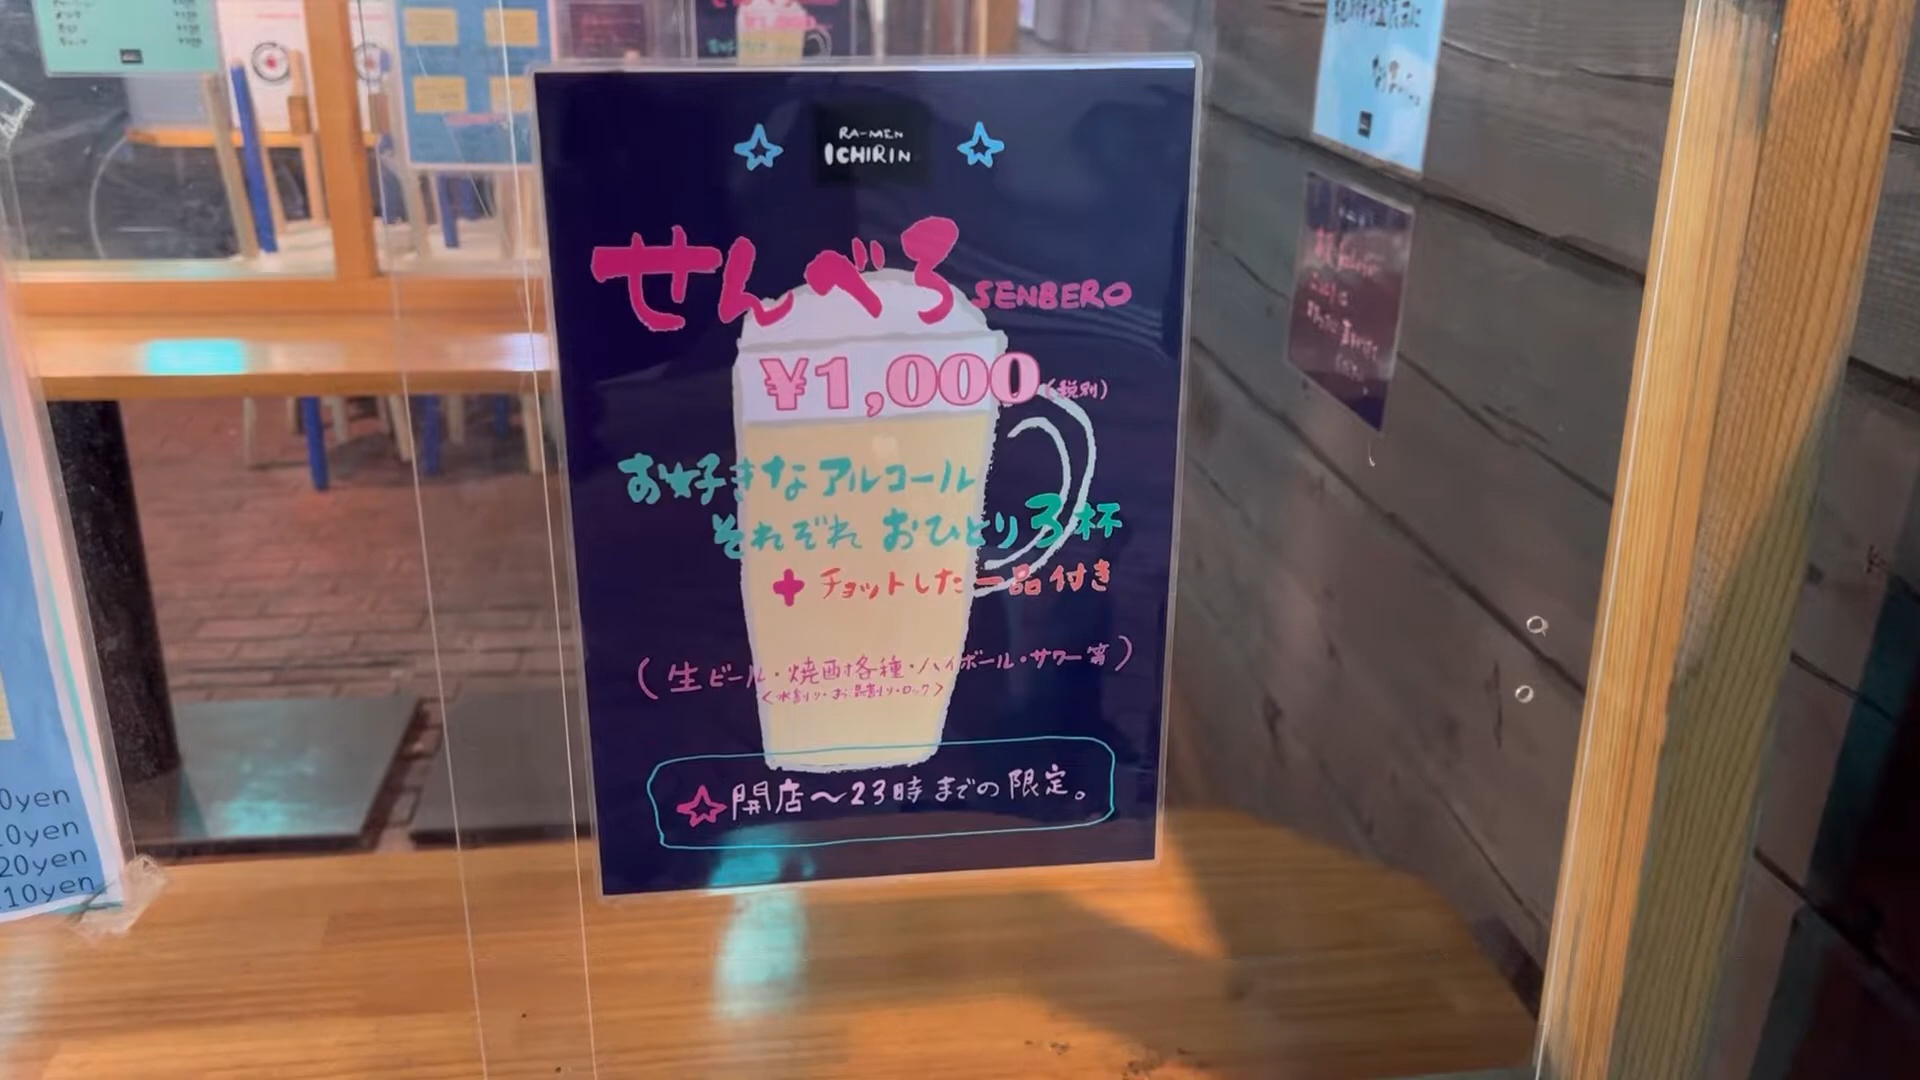 RA-MEN
ICHIRIN
せんべろ SENBERO
¥1,000(税別)
お好きなアルコール
それぞれ おひとり3杯
+ チョットした一品付き
(生ビール・焼酎各種・ハイボール・サワー等)
<水割り・お湯割り・ロック>
☆開店〜23時までの限定。
0yen
10yen
20yen
110yen